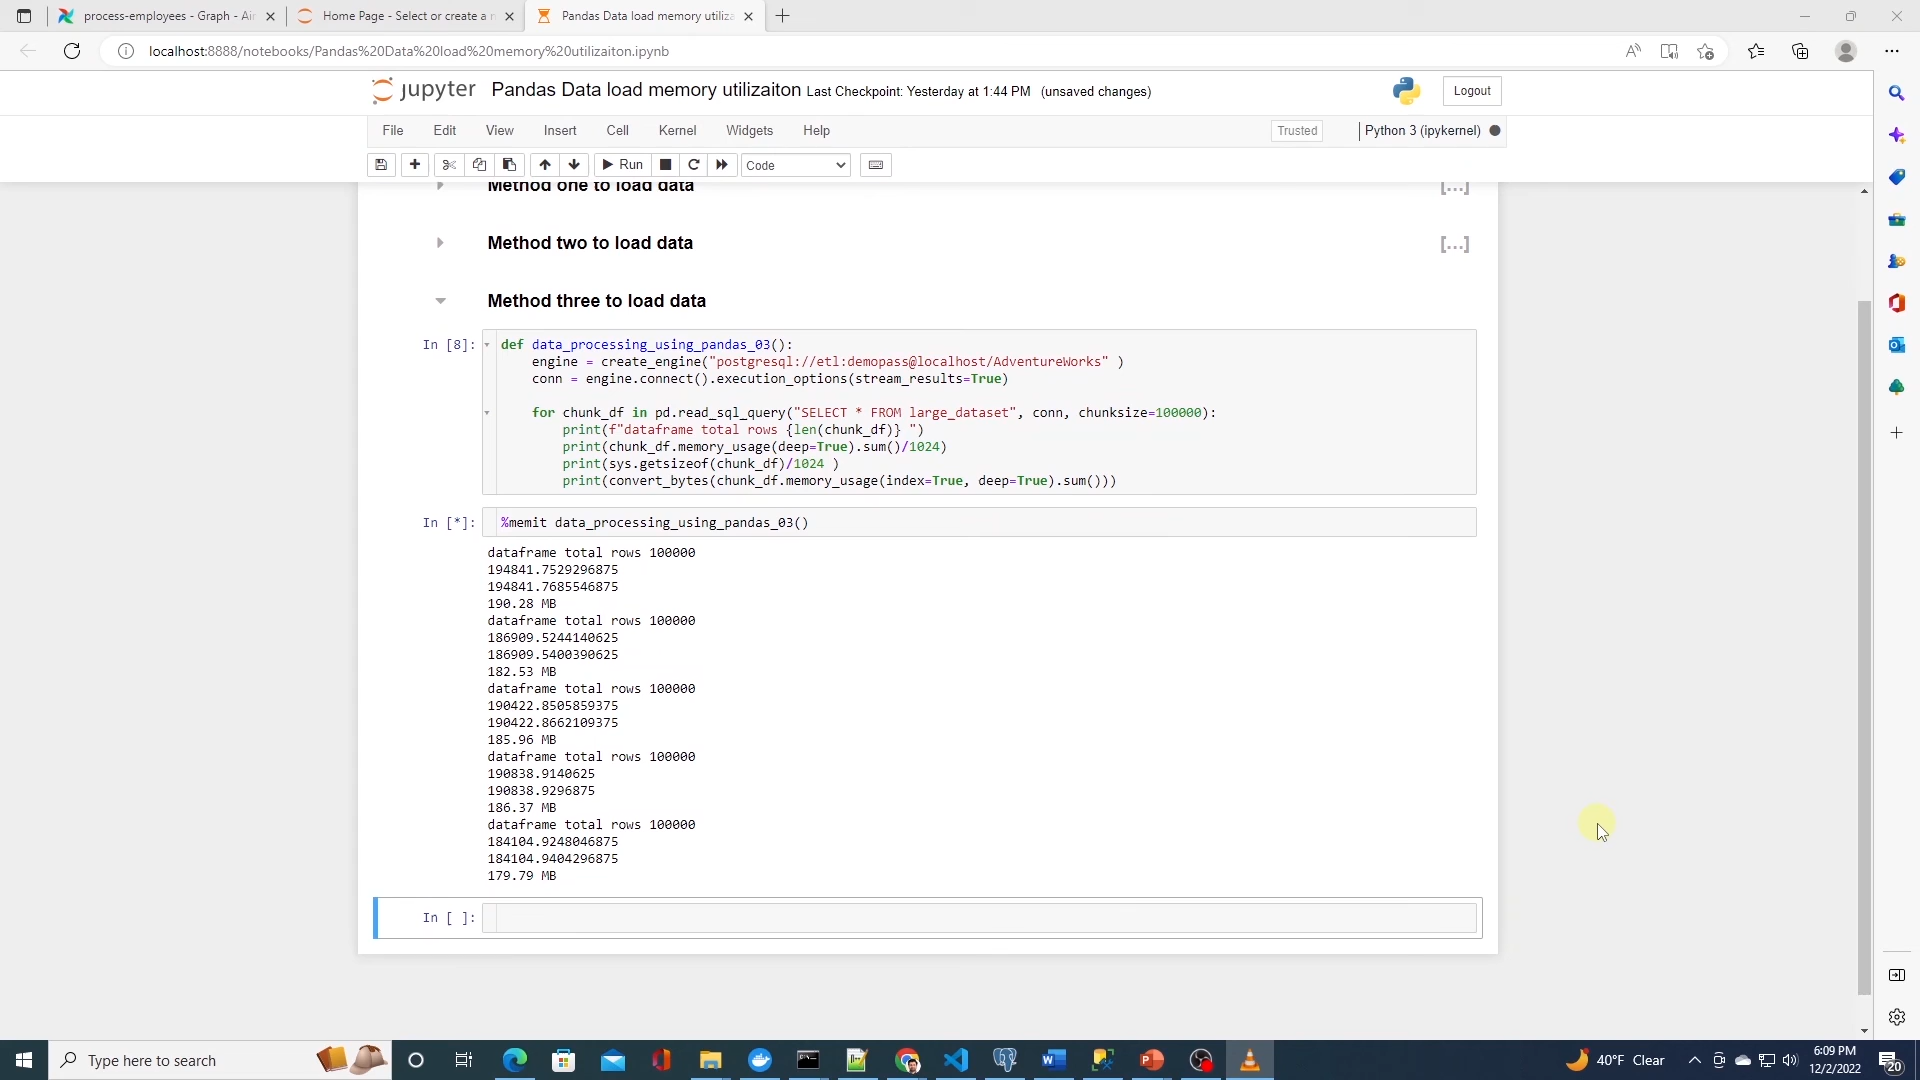 process-employees - Graph - Air
Home Page - Select or create a n
Pandas Data load memory utiliza
localhost:8888/notebooks/Pandas%20Data%20load%20memory%20utilizaiton.ipynb
jupyter Pandas Data load memory utilizaiton Last Checkpoint: Yesterday at 1:44 PM (unsaved changes)
Logout
File Edit View Insert Cell Kernel Widgets Help
Trusted
Python 3 (ipykernel)
Run
Code
Method one to load data
[...]
Method two to load data
[...]
Method three to load data
In [8]:
def data_processing_using_pandas_03():
    engine = create_engine("postgresql://etl:demopass@localhost/AdventureWorks" )
    conn = engine.connect().execution_options(stream_results=True)
    for chunk_df in pd.read_sql_query("SELECT * FROM large_dataset", conn, chunksize=100000):
        print(f"dataframe total rows {len(chunk_df)} ")
        print(chunk_df.memory_usage(deep=True).sum()/1024)
        print(sys.getsizeof(chunk_df)/1024 )
        print(convert_bytes(chunk_df.memory_usage(index=True, deep=True).sum()))
In [*]:
%memit data_processing_using_pandas_03()
dataframe total rows 100000
194841.7529296875
194841.7685546875
190.28 MB
dataframe total rows 100000
186909.5244140625
186909.5400390625
182.53 MB
dataframe total rows 100000
190422.8505859375
190422.8662109375
185.96 MB
dataframe total rows 100000
190838.9140625
190838.9296875
186.37 MB
dataframe total rows 100000
184104.9248046875
184104.9404296875
179.79 MB
In [ ]:
Type here to search
40°F Clear
6:09 PM
12/2/2022
20